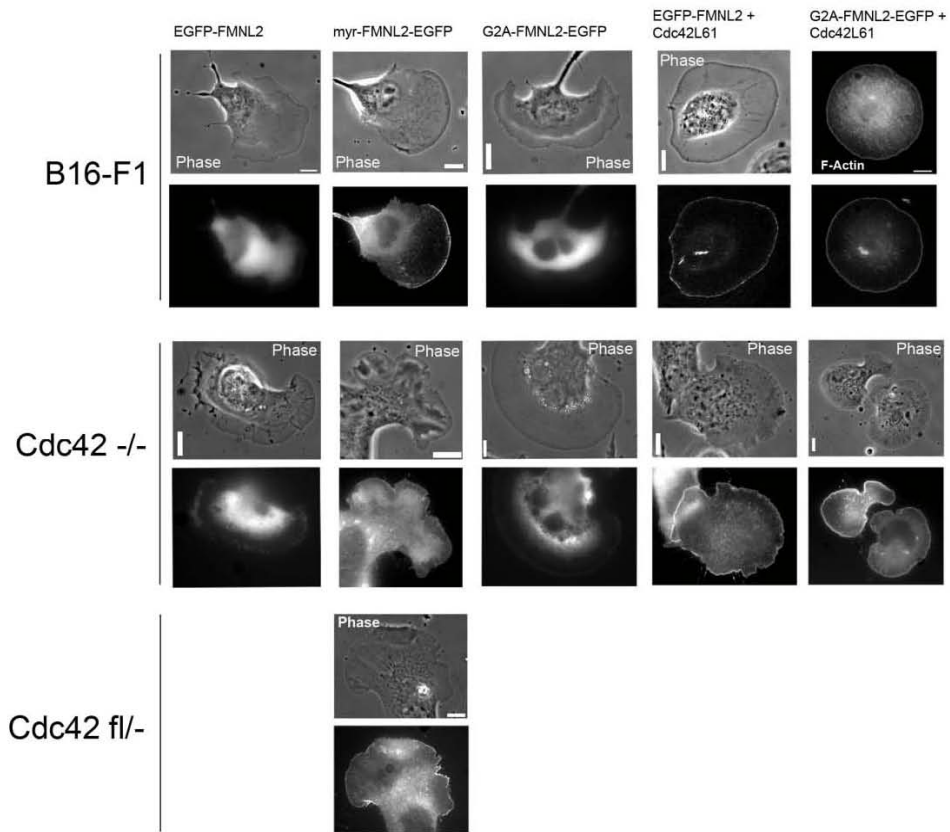 EGFP-FMNL2
myr-FMNL2-EGFP
G2A-FMNL2-EGFP
EGFP-FMNL2 +
Cdc42L61
G2A-FMNL2-EGFP +
Cdc42L61
B16-F1
Phase
Phase
Phase
Phase
F-Actin
Cdc42 -/-
Phase
Phase
Phase
Phase
Phase
Cdc42 fl/-
Phase